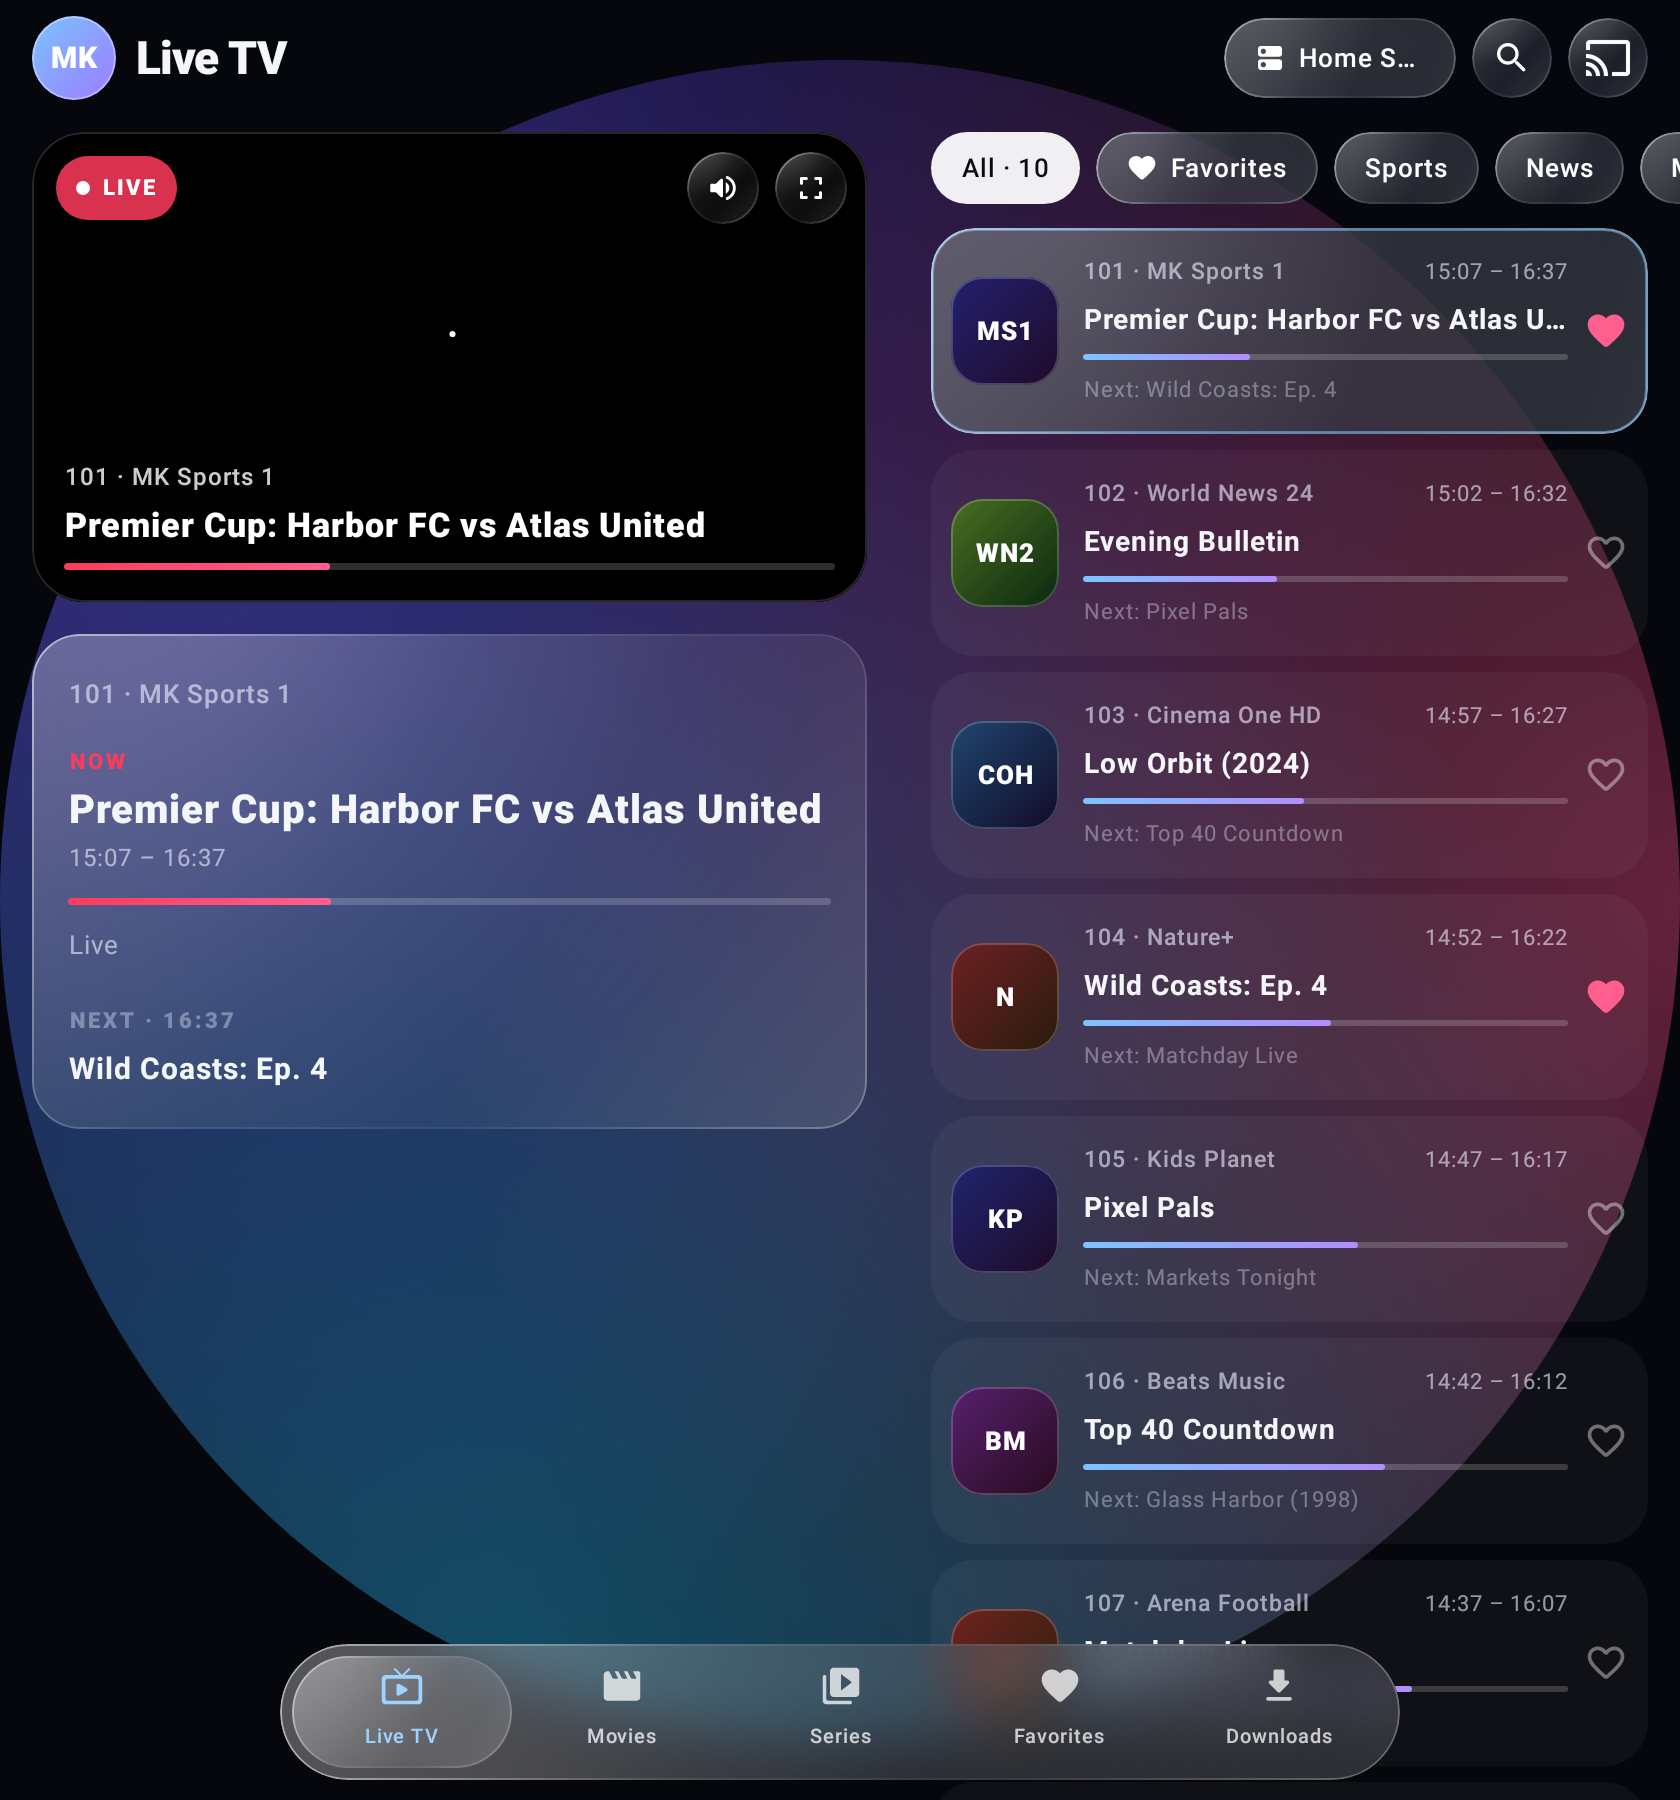 MK
Live TV
Home S…
LIVE
101 · MK Sports 1
Premier Cup: Harbor FC vs Atlas United
101 · MK Sports 1
NOW
Premier Cup: Harbor FC vs Atlas United
15:07 – 16:37
Live
NEXT · 16:37
Wild Coasts: Ep. 4
All · 10
Favorites
Sports
News
MS1
101 · MK Sports 1
15:07 – 16:37
Premier Cup: Harbor FC vs Atlas U…
Next: Wild Coasts: Ep. 4
WN2
102 · World News 24
15:02 – 16:32
Evening Bulletin
Next: Pixel Pals
COH
103 · Cinema One HD
14:57 – 16:27
Low Orbit (2024)
Next: Top 40 Countdown
N
104 · Nature+
14:52 – 16:22
Wild Coasts: Ep. 4
Next: Matchday Live
KP
105 · Kids Planet
14:47 – 16:17
Pixel Pals
Next: Markets Tonight
BM
106 · Beats Music
14:42 – 16:12
Top 40 Countdown
Next: Glass Harbor (1998)
107 · Arena Football
14:37 – 16:07
Live TV
Movies
Series
Favorites
Downloads